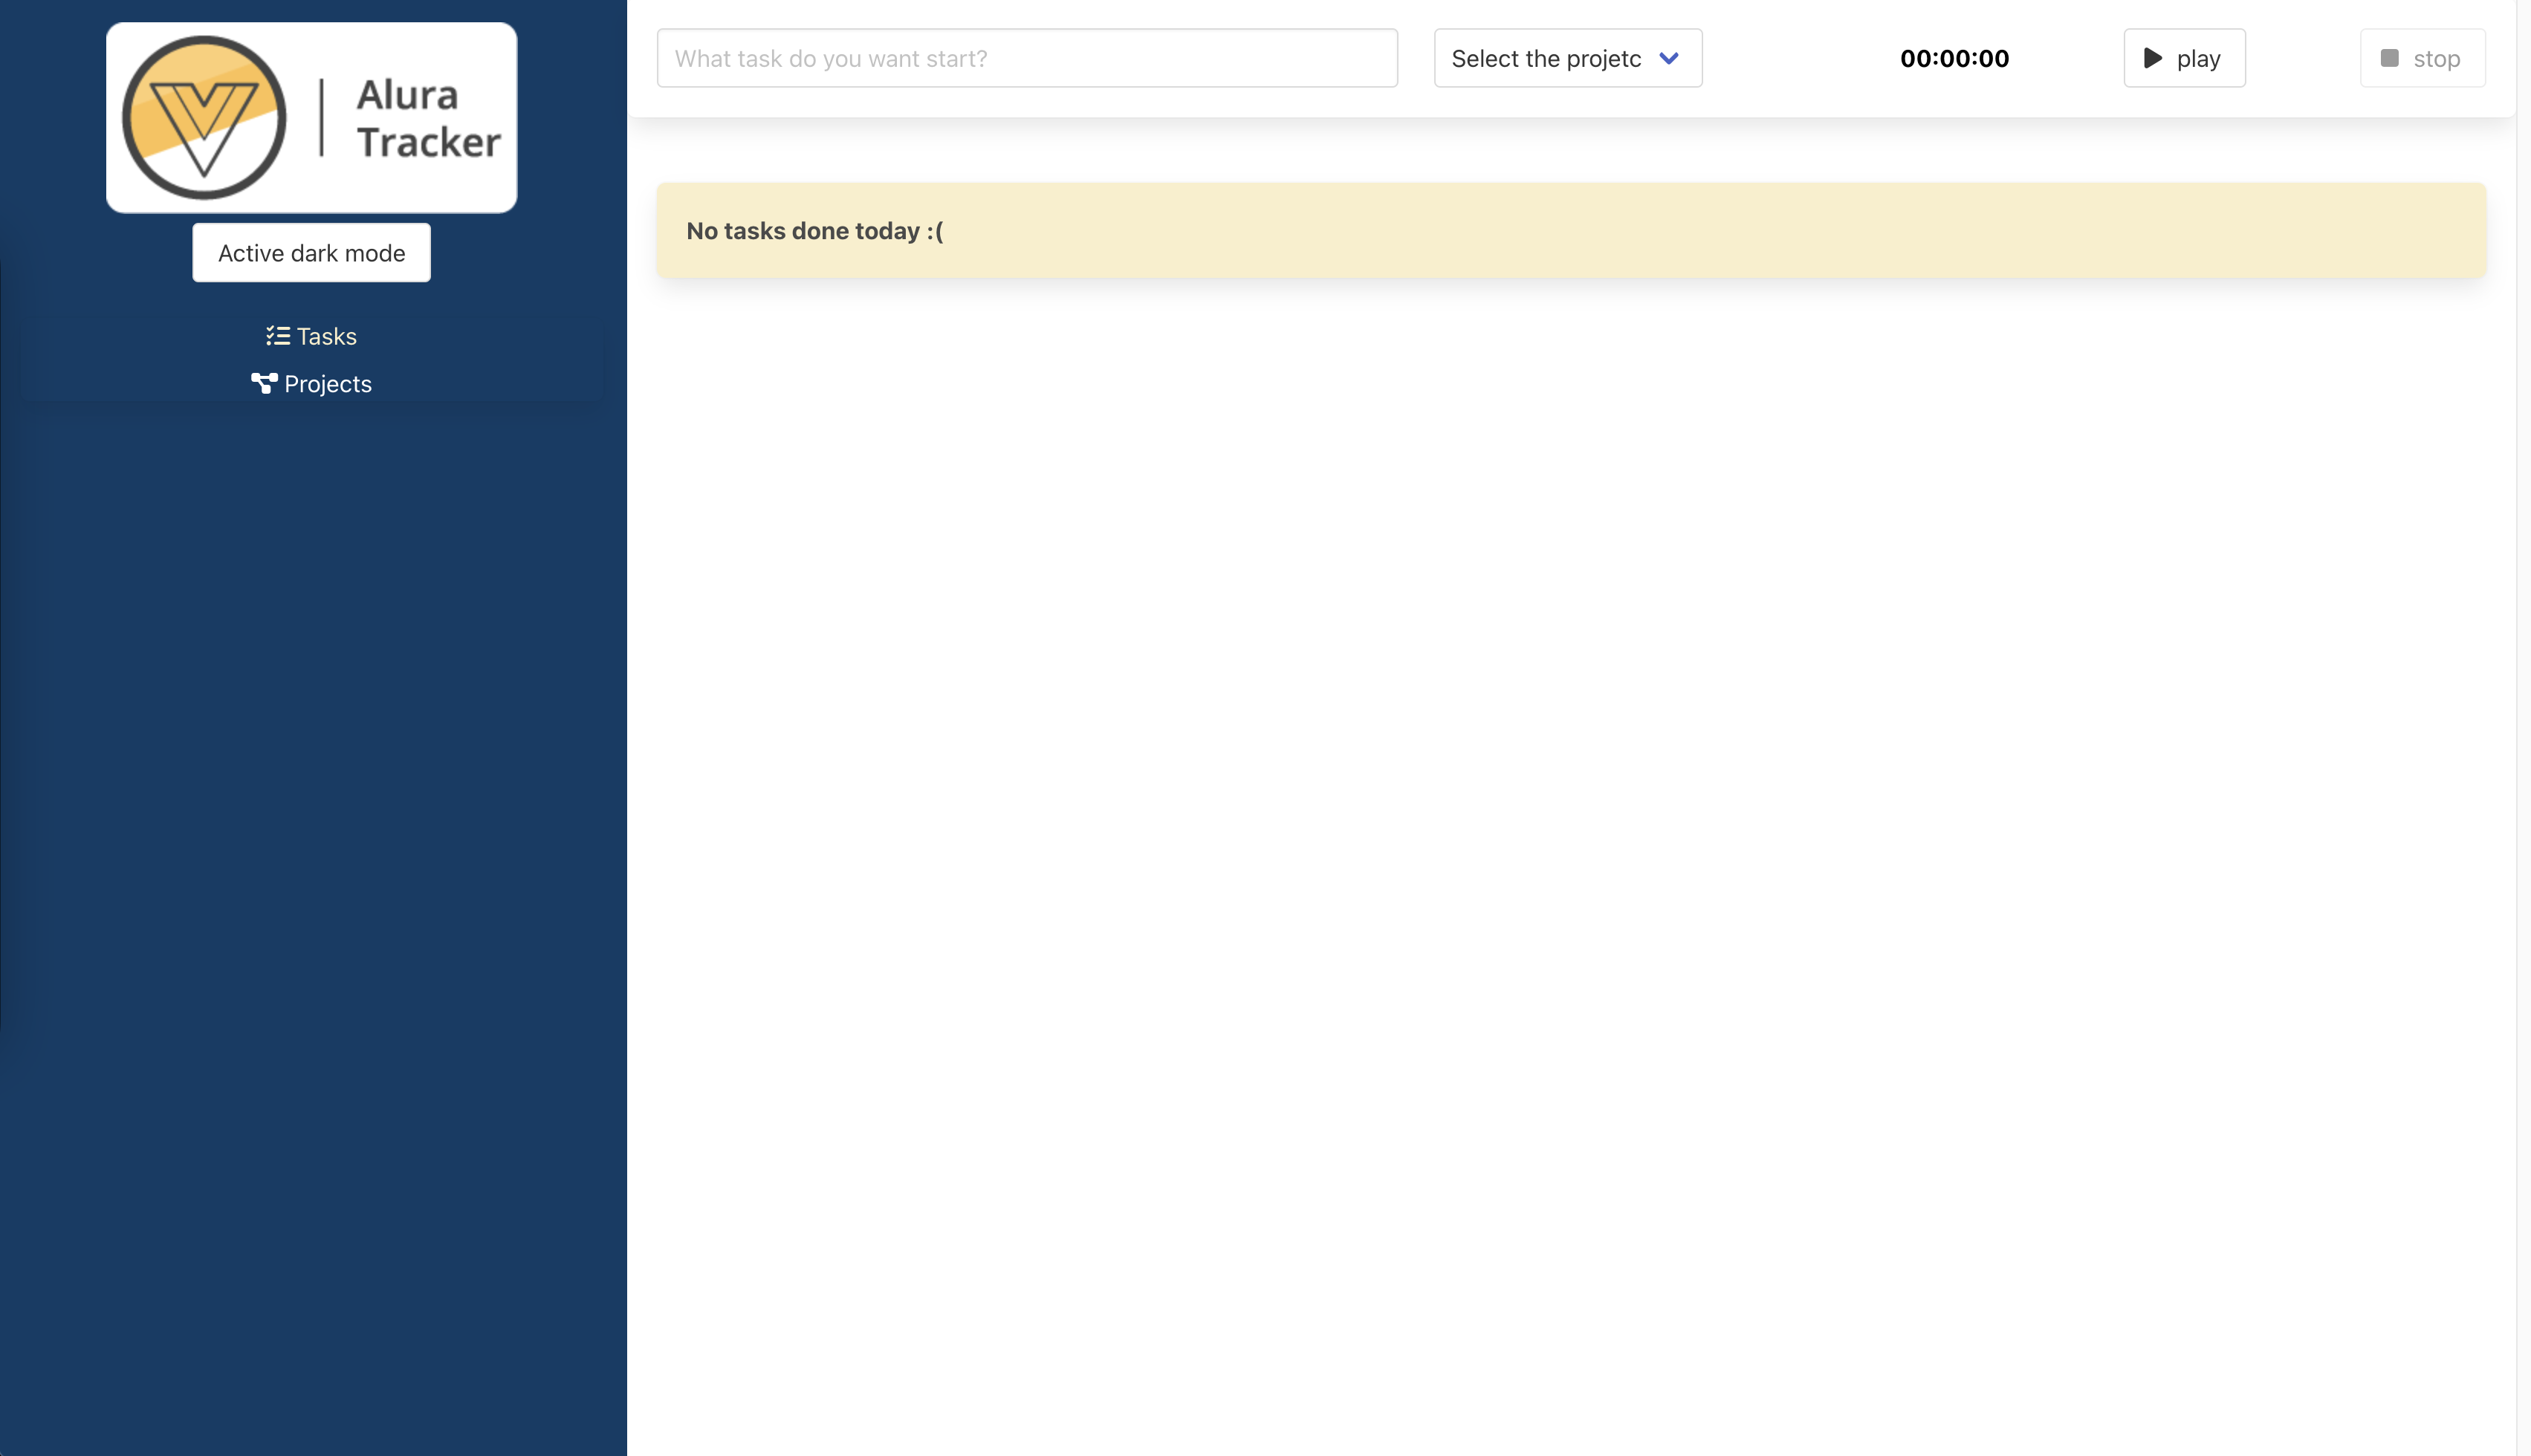 Alura
Tracker
Active dark mode
Tasks
Projects
What task do you want start?
Select the projetc
00:00:00
play
stop
No tasks done today :(